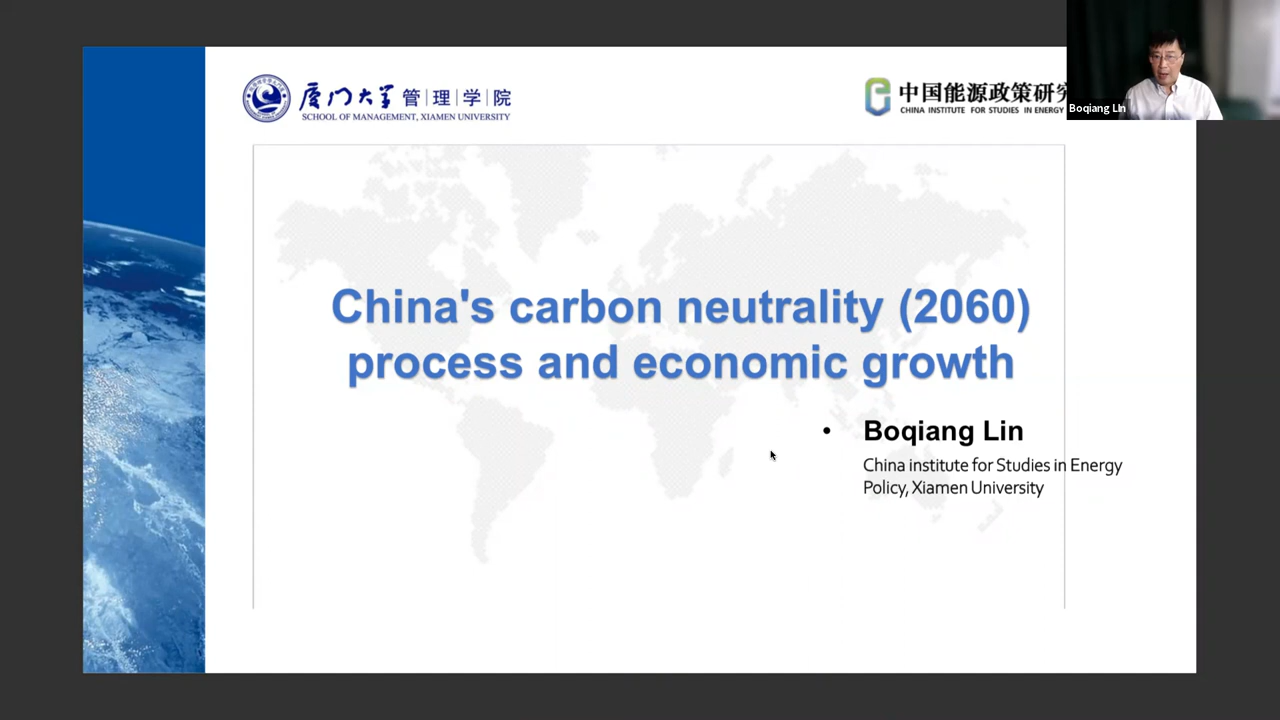 厦门大学管理学院
SCHOOL OF MANAGEMENT, XIAMEN UNIVERSITY
中国能源政策研究
CHINA INSTITUTE FOR STUDIES IN ENERGY
Boqiang LIn
China's carbon neutrality (2060)
process and economic growth
• Boqiang Lin
China institute for Studies in Energy
Policy, Xiamen University